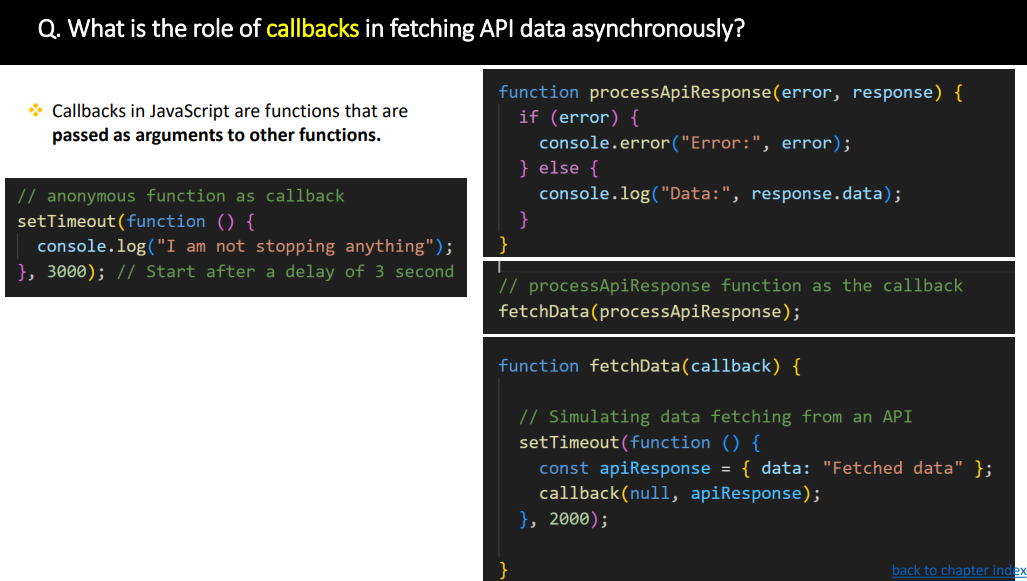 Q. What is the role of callbacks in fetching API data asynchronously?
Callbacks in JavaScript are functions that are
passed as arguments to other functions.
// anonymous function as callback
setTimeout(function () {
  console.log("I am not stopping anything");
}, 3000); // Start after a delay of 3 second
function processApiResponse(error, response) {
  if (error) {
    console.error("Error:", error);
  } else {
    console.log("Data:", response.data);
  }
}
// processApiResponse function as the callback
fetchData(processApiResponse);
function fetchData(callback) {
  // Simulating data fetching from an API
  setTimeout(function () {
    const apiResponse = { data: "Fetched data" };
    callback(null, apiResponse);
  }, 2000);
}
back to chapter index